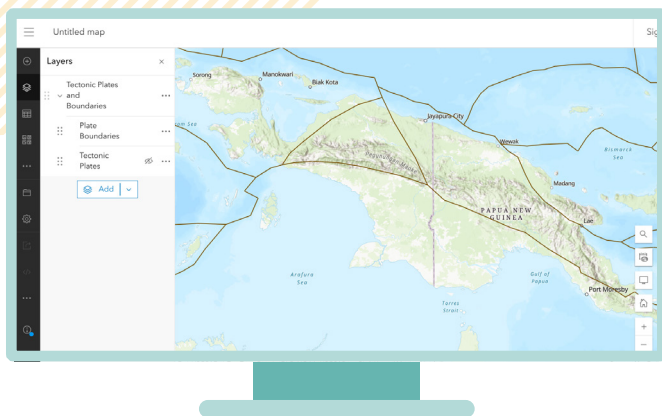 Untitled map
Layers
Tectonic Plates
and
Boundaries
Plate
Boundaries
Tectonic
Plates
Add
Sorong
Manokwari
Biak Kota
Jayapura City
Wewak
Bismarck
Sea
Madang
PAPUA NEW
GUINEA
Lae
Arafura
Sea
Gulf of
Papua
Port Moresby
Torres
Strait